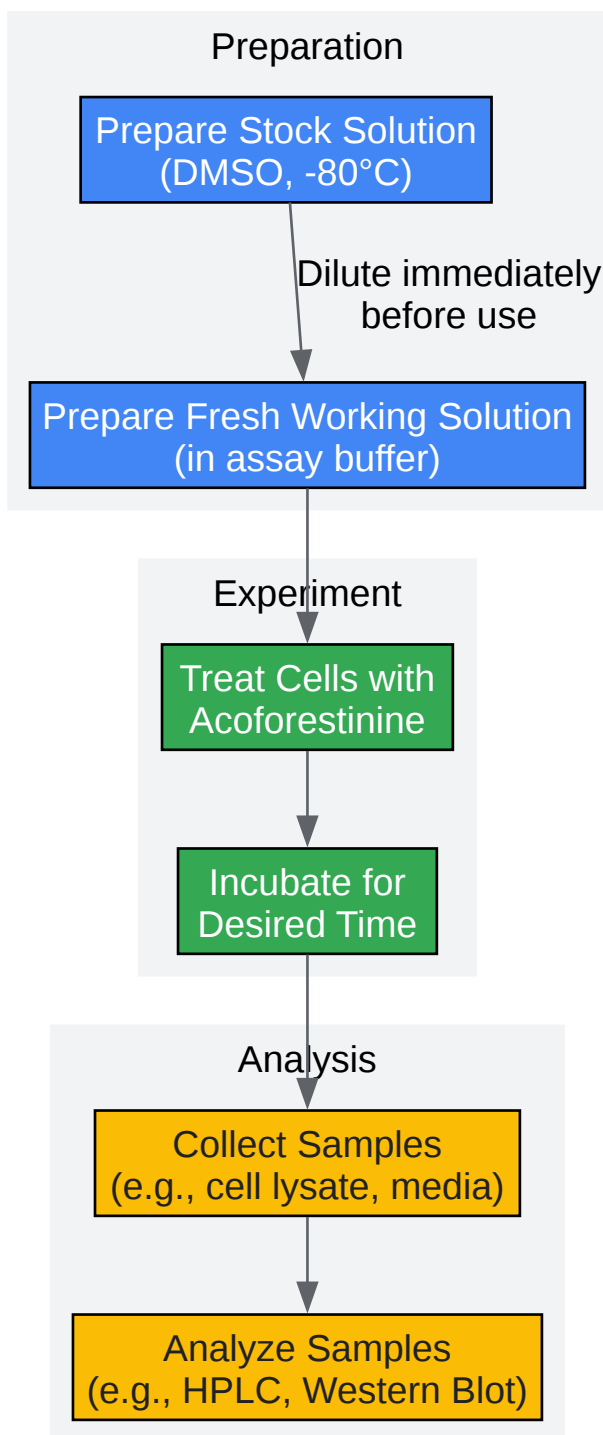 Preparation
Prepare Stock Solution
(DMSO, -80°C)
Dilute immediately
before use
Prepare Fresh Working Solution
(in assay buffer)
Experiment
Treat Cells with
Acoforestinine
Incubate for
Desired Time
Analysis
Collect Samples
(e.g., cell lysate, media)
Analyze Samples
(e.g., HPLC, Western Blot)